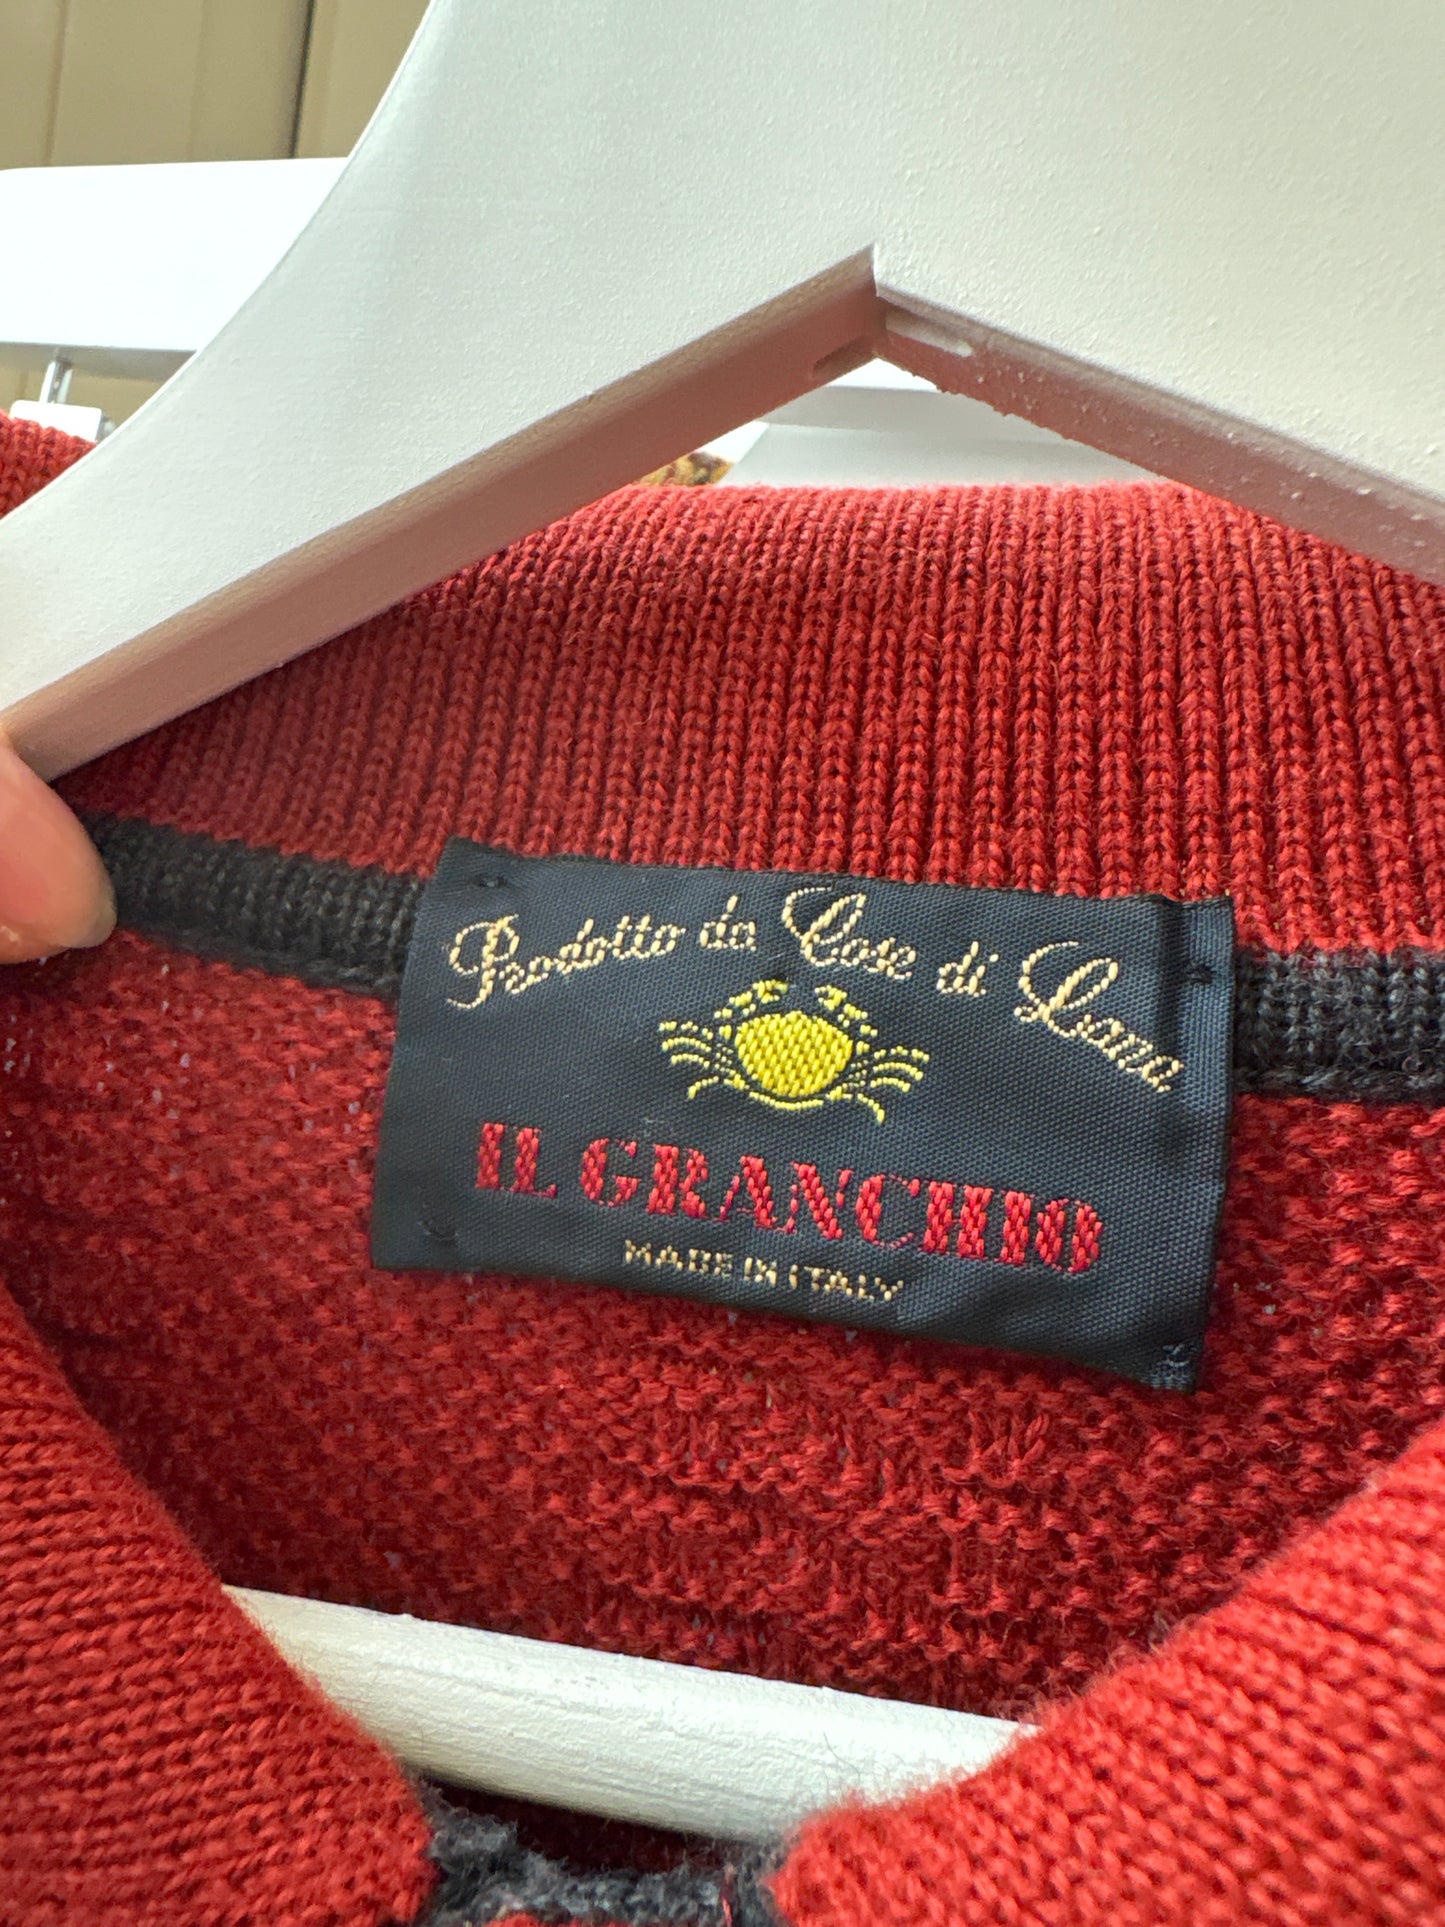 Prodotto da Cose di Lana
IL GRANCHIO
MADE IN ITALY